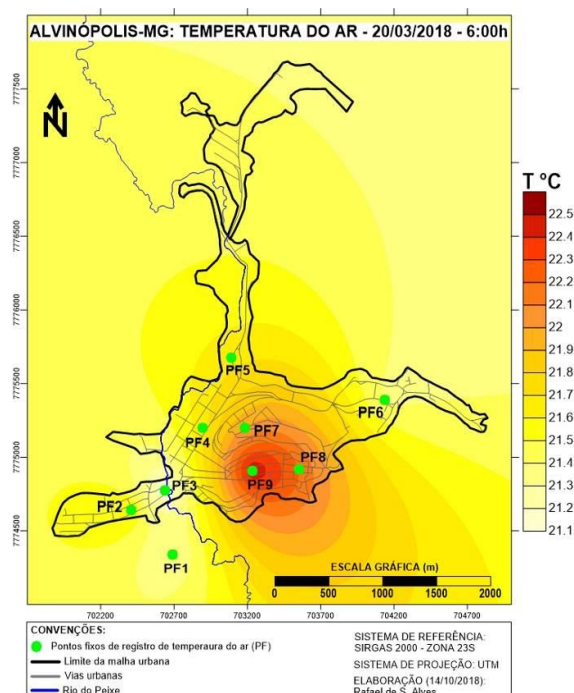 ALVINÓPOLIS-MG: TEMPERATURA DO AR - 20/03/2018 - 6:00h
N
7777500
7777000
7776500
7776000
7775500
7775000
7774500
PF5
PF6
PF4
PF7
PF8
PF9
PF3
PF2
PF1
ESCALA GRÁFICA (m)
0 500 1000 1500 2000
702200 702700 703200 703700 704200 704700
T °C
22.5
22.4
22.3
22.2
22.1
22
21.9
21.8
21.7
21.6
21.5
21.4
21.3
21.2
21.1
CONVENÇÕES:
Pontos fixos de registro de temperaura do ar (PF)
Limite da malha urbana
Vias urbanas
Rio do Peixe
SISTEMA DE REFERÊNCIA:
SIRGAS 2000 - ZONA 23S
SISTEMA DE PROJEÇÃO: UTM
ELABORAÇÃO (14/10/2018):
Rafael de S. Alves